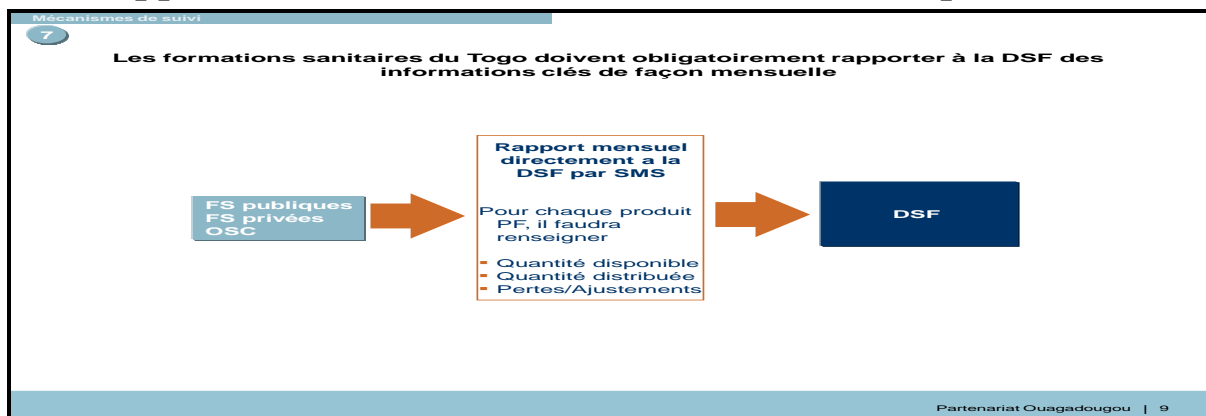 Mécanismes de suivi
7
Les formations sanitaires du Togo doivent obligatoirement rapporter à la DSF des
informations clés de façon mensuelle
FS publiques
FS privées
OSC
Rapport mensuel
directement a la
DSF par SMS
Pour chaque produit
PF, il faudra
renseigner
- Quantité disponible
- Quantité distribuée
- Pertes/Ajustements
DSF
Partenariat Ouagadougou | 9